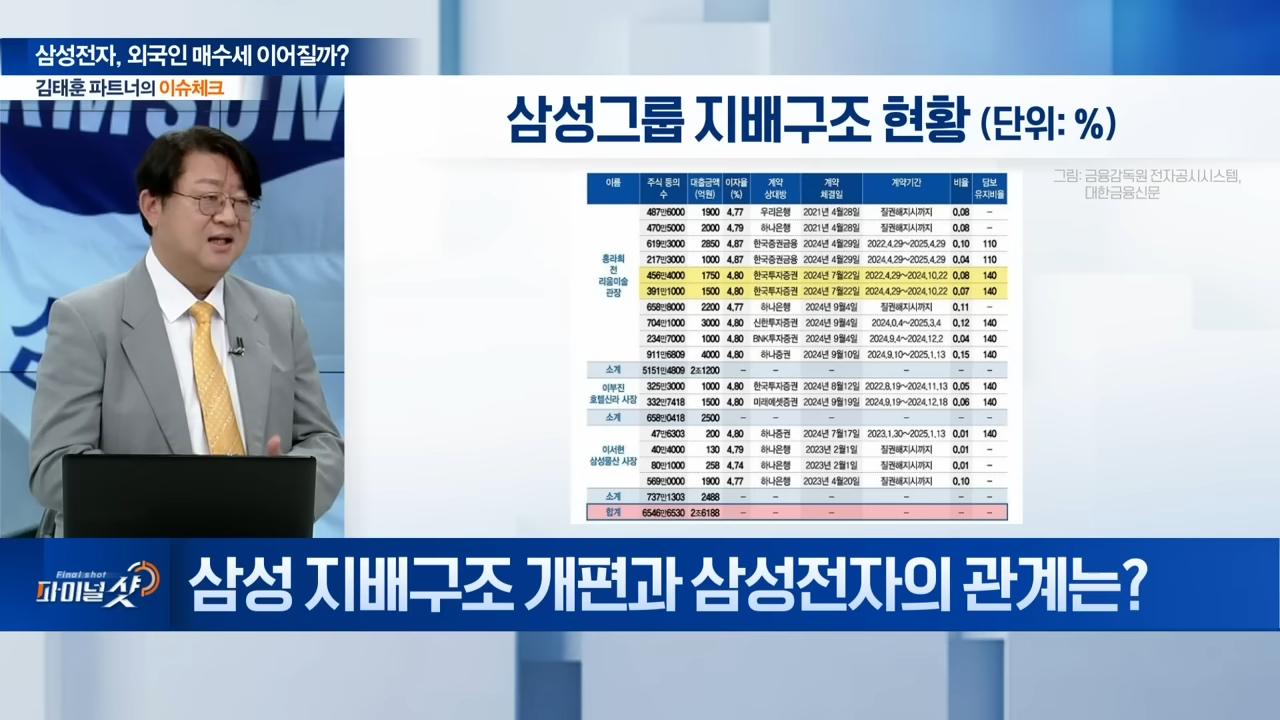 삼성전자, 외국인 매수세 이어질까?
김태훈 파트너의 이슈체크
삼성그룹 지배구조 현황 (단위: %)
그림: 금융감독원 전자공시시스템,
대한금융신문
이름 주식 등의 수 대출금액 (억원) 이자율 (%) 계약 상대방 계약 체결일 계약기간 비율 담보 유지비율
홍라희 전 리움미술 관장
487만6000 1900 4.77 우리은행 2021년 4월28일 질권해지시까지 0.08 –
470만5000 2000 4.79 하나은행 2021년 4월28일 질권해지시까지 0.08 –
619만3000 2850 4.87 한국증권금융 2024년 4월29일 2022.4.29~2025.4.29 0.10 110
217만3000 1000 4.87 한국증권금융 2024년 4월29일 2024.4.29~2025.4.29 0.04 110
456만4000 1750 4.80 한국투자증권 2024년 7월22일 2022.4.29~2024.10.22 0.08 140
391만1000 1500 4.80 한국투자증권 2024년 7월22일 2024.4.29~2024.10.22 0.07 140
658만8000 2200 4.77 하나은행 2024년 9월4일 질권해지시까지 0.11 –
704만1000 3000 4.80 신한투자증권 2024년 9월4일 2024.0.4~2025.3.4 0.12 140
234만7000 1000 4.80 BNK투자증권 2024년 9월4일 2024.9.4~2024.12.2 0.04 140
911만6809 4000 4.80 하나증권 2024년 9월10일 2024.9.10~2025.1.13 0.15 140
소계 5151만4809 2조1200 – – – – – –
이부진 호텔신라 사장
325만3000 1000 4.80 한국투자증권 2024년 8월12일 2022.8.19~2024.11.13 0.05 140
332만7418 1500 4.80 미래에셋증권 2024년 9월19일 2024.9.19~2024.12.18 0.06 140
소계 658만0418 2500 – – – – – –
이서현 삼성물산 사장
47만6303 200 4.80 하나증권 2024년 7월17일 2023.1.30~2025.1.13 0.01 140
40만4000 130 4.79 하나은행 2023년 2월1일 질권해지시까지 0.01 –
80만1000 258 4.74 하나은행 2023년 2월1일 질권해지시까지 0.01 –
569만0000 1900 4.77 하나은행 2023년 4월20일 질권해지시까지 0.10 –
소계 737만1303 2488 – – – – – –
합계 6546만6530 2조6188 – – – – – –
Final shot
파이널샷
삼성 지배구조 개편과 삼성전자의 관계는?